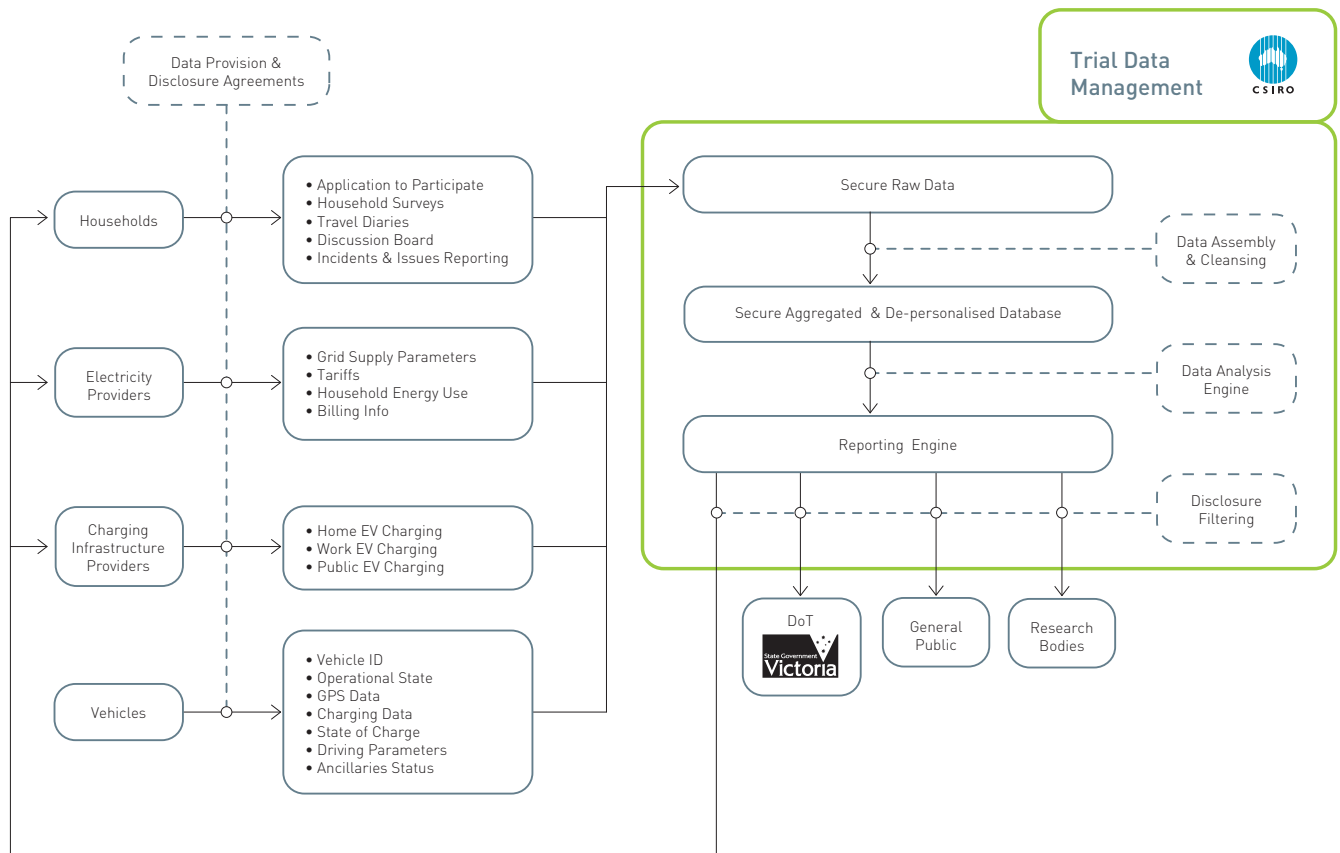 Data Provision &
Disclosure Agreements
Trial Data
Management
CSIRO
Households
• Application to Participate
• Household Surveys
• Travel Diaries
• Discussion Board
• Incidents & Issues Reporting
Secure Raw Data
Data Assembly
& Cleansing
Secure Aggregated & De-personalised Database
Electricity
Providers
• Grid Supply Parameters
• Tariffs
• Household Energy Use
• Billing Info
Data Analysis
Engine
Reporting Engine
Charging
Infrastructure
Providers
• Home EV Charging
• Work EV Charging
• Public EV Charging
Disclosure
Filtering
DoT
State Government
Victoria
General
Public
Research
Bodies
Vehicles
• Vehicle ID
• Operational State
• GPS Data
• Charging Data
• State of Charge
• Driving Parameters
• Ancillaries Status